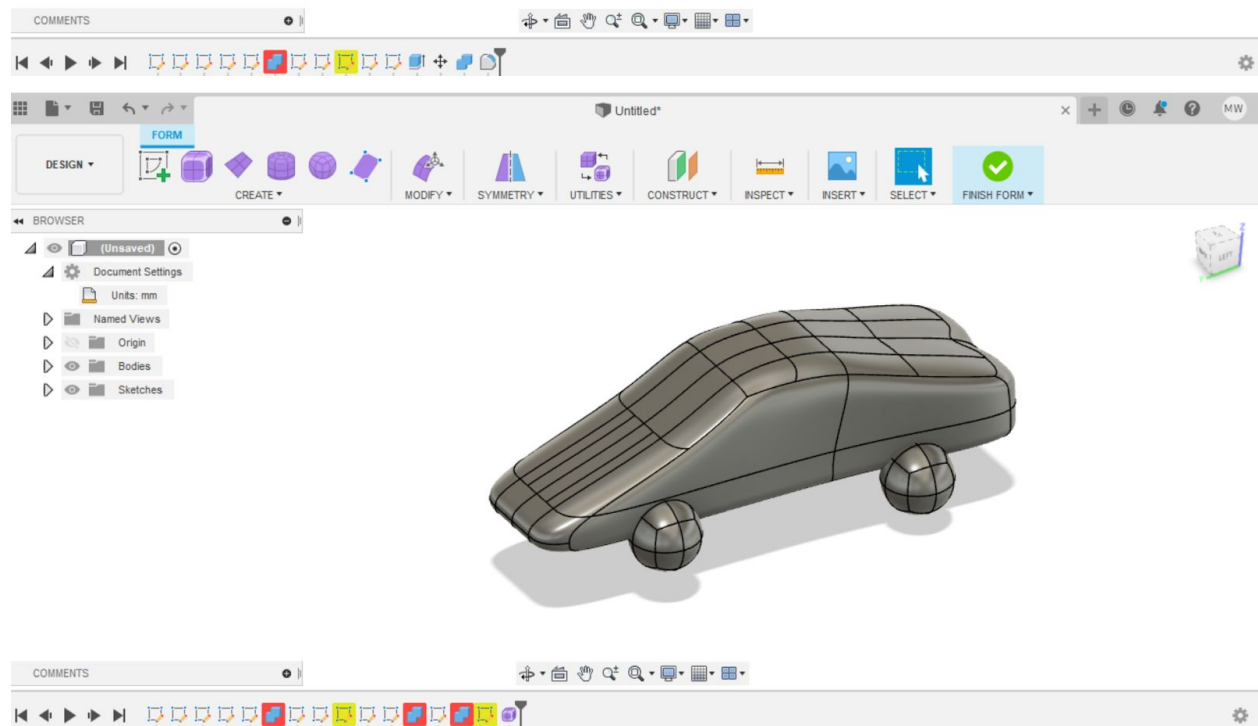 COMMENTS
Untitled*
MW
FORM
DESIGN
CREATE
MODIFY
SYMMETRY
UTILITIES
CONSTRUCT
INSPECT
INSERT
SELECT
FINISH FORM
BROWSER
(Unsaved)
Document Settings
Units: mm
Named Views
Origin
Bodies
Sketches
Z
LEFT
COMMENTS